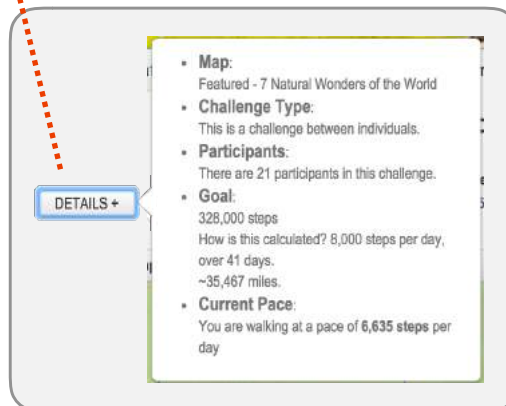 DETAILS +
• Map:
Featured - 7 Natural Wonders of the World
• Challenge Type:
This is a challenge between individuals.
• Participants:
There are 21 participants in this challenge.
• Goal:
328,000 steps
How is this calculated? 8,000 steps per day,
over 41 days.
~35,467 miles.
• Current Pace:
You are walking at a pace of 6,635 steps per
day